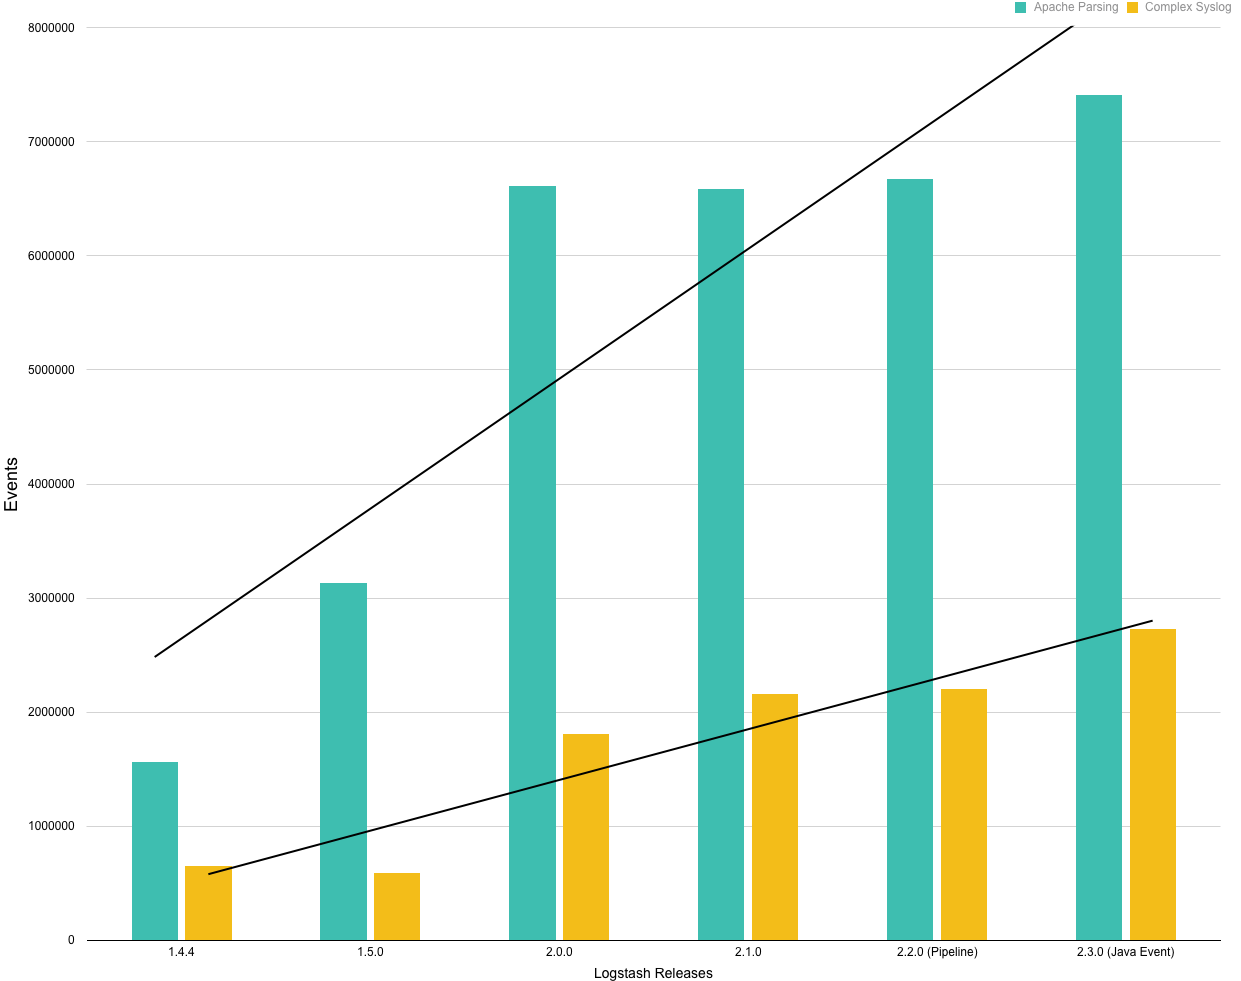 Apache Parsing Complex Syslog
8000000
7000000
6000000
5000000
4000000
3000000
2000000
1000000
0
Events
1.4.4 1.5.0 2.0.0 2.1.0 2.2.0 (Pipeline) 2.3.0 (Java Event)
Logstash Releases